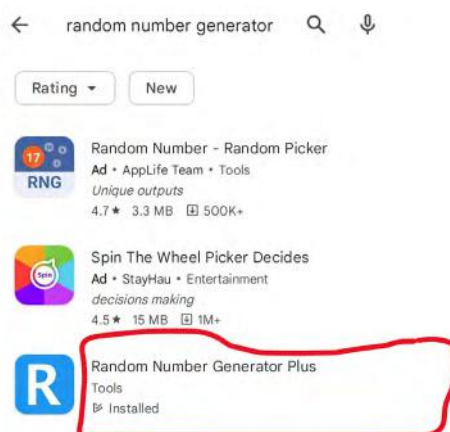 random number generator
Rating
New
17
RNG
Random Number - Random Picker
Ad • AppLife Team • Tools
Unique outputs
4.7★ 3.3 MB 500K+
Spin
Spin The Wheel Picker Decides
Ad • StayHau • Entertainment
decisions making
4.5★ 15 MB 1M+
R
Random Number Generator Plus
Tools
Installed